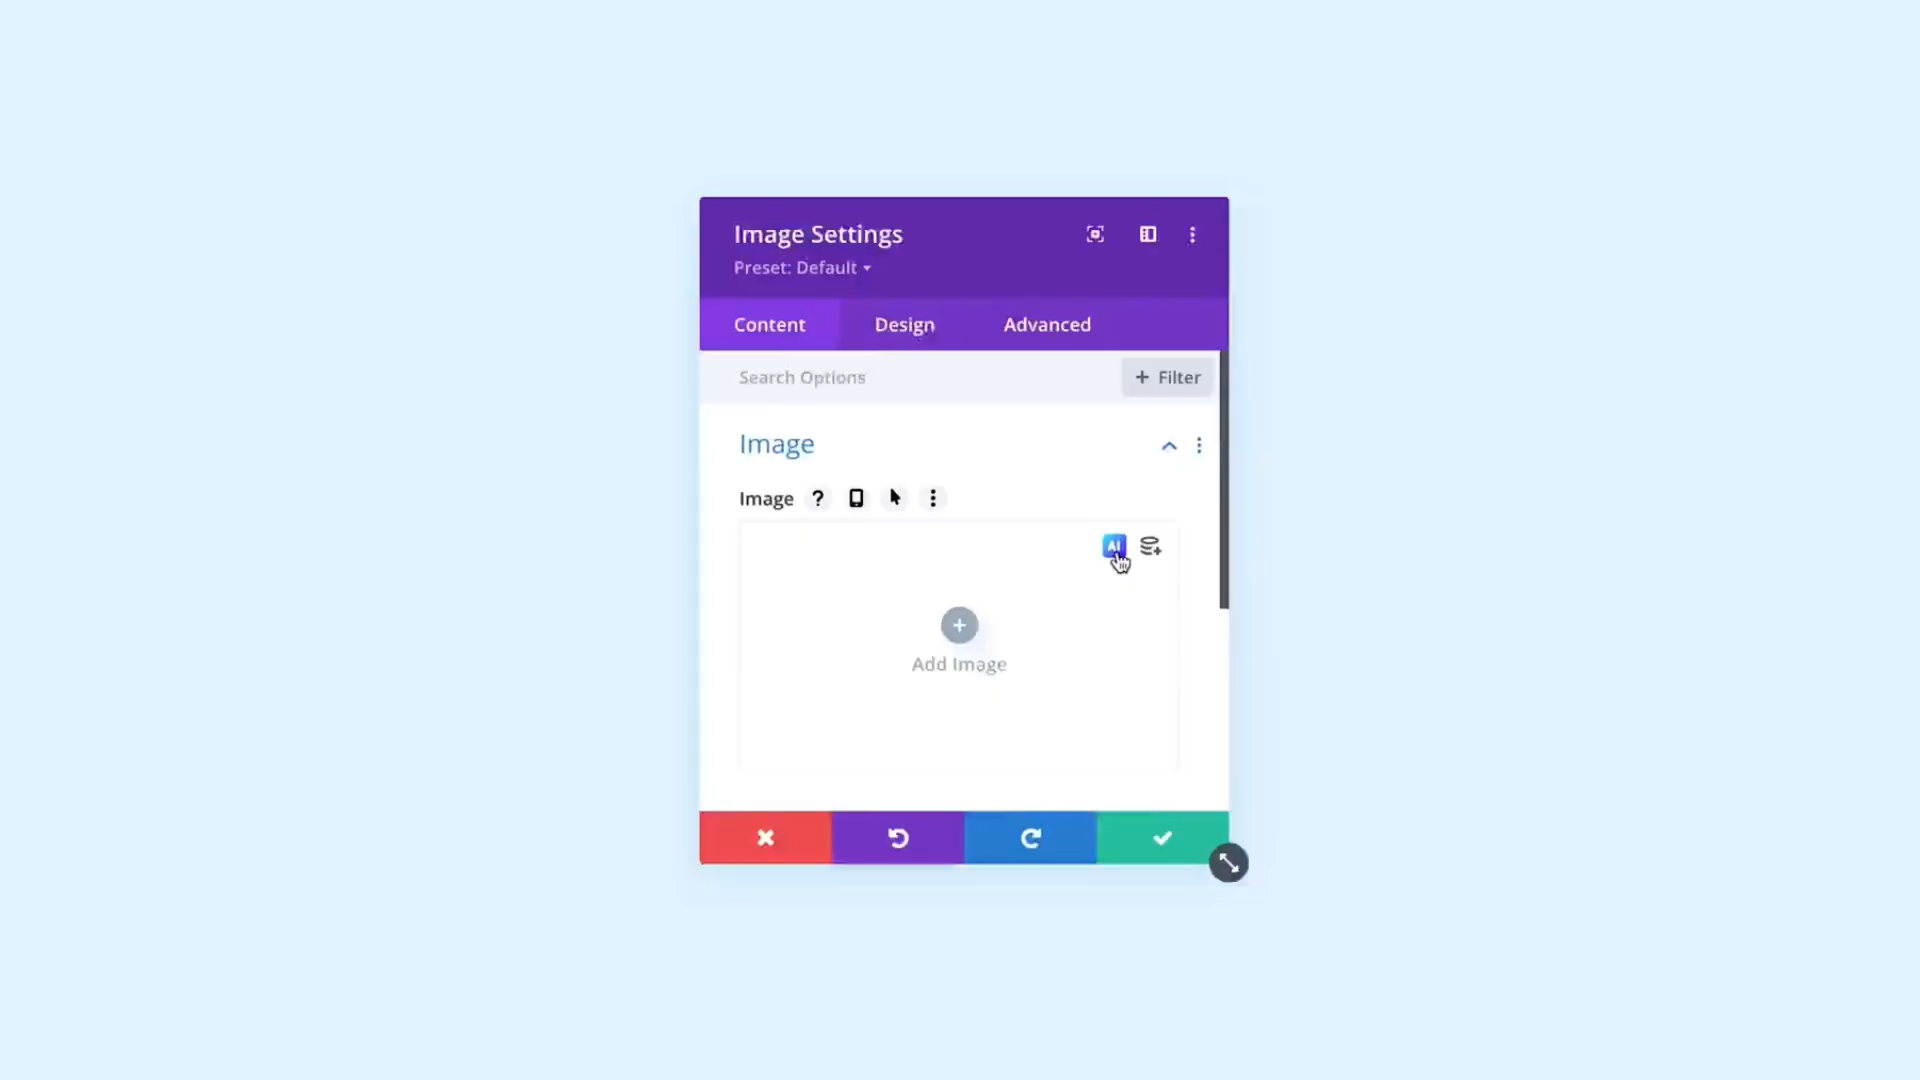 Image Settings
Preset: Default
Content Design Advanced
Search Options + Filter
Image
Image ?
AI
Add Image